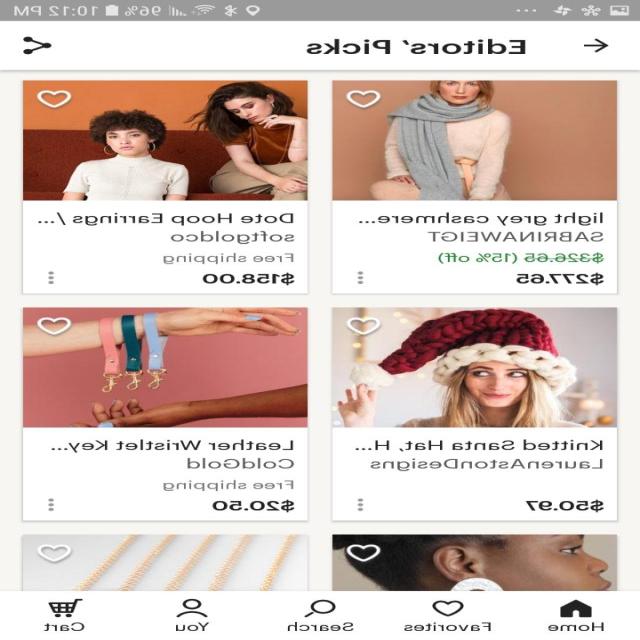 96% 10:12 PM
Editors' Picks
light grey cashmere...
SABRINAWEIGT
$326.65 (15% off)
$277.65
Dote Hoop Earrings /...
softgoldco
Free shipping
$158.00
Knitted Santa Hat, H...
LaurenAstonDesigns
$50.97
Leather Wristlet Key...
ColdGold
Free shipping
$20.50
Home Favorites Search You Cart